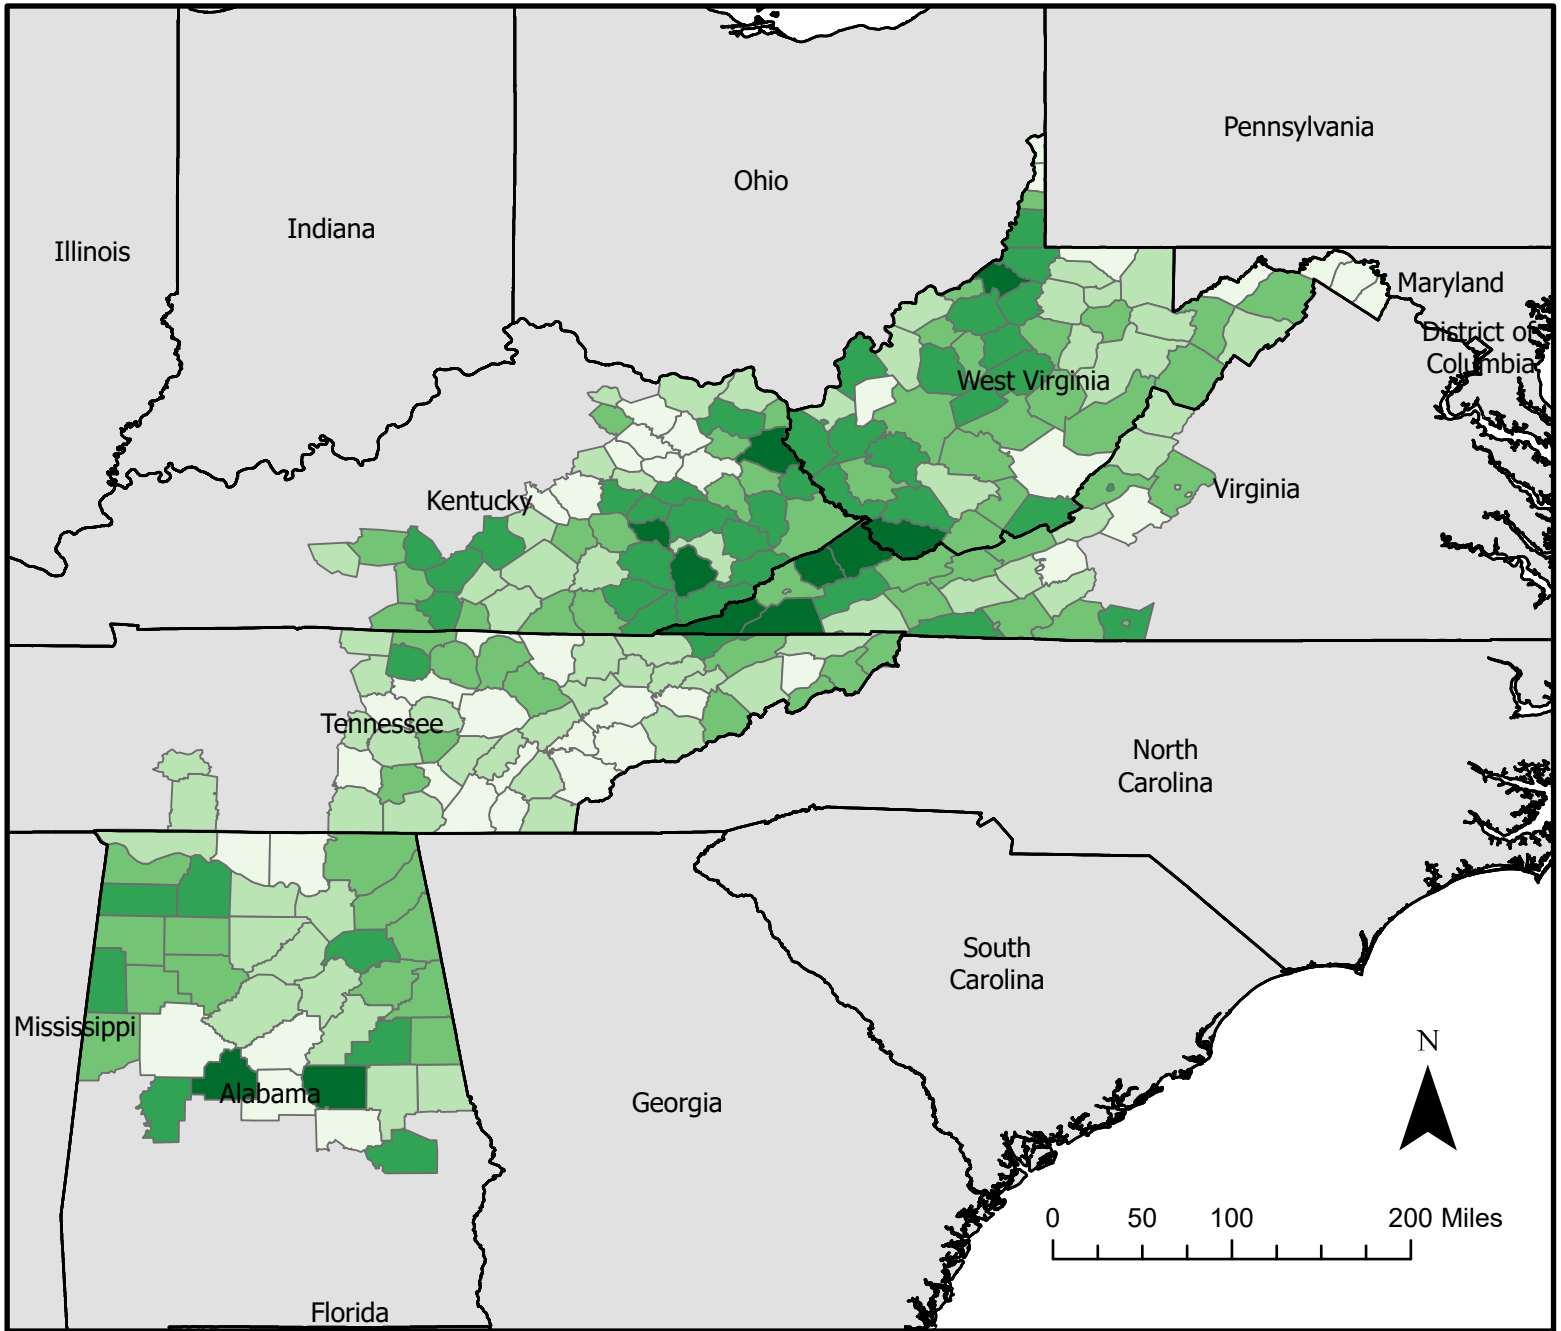 Pennsylvania
Ohio
Indiana
Illinois
Maryland
District of
Columbia
West Virginia
Kentucky
Virginia
Tennessee
North
Carolina
South
Carolina
Mississippi
Alabama
Georgia
N
0 50 100 200 Miles
Florida